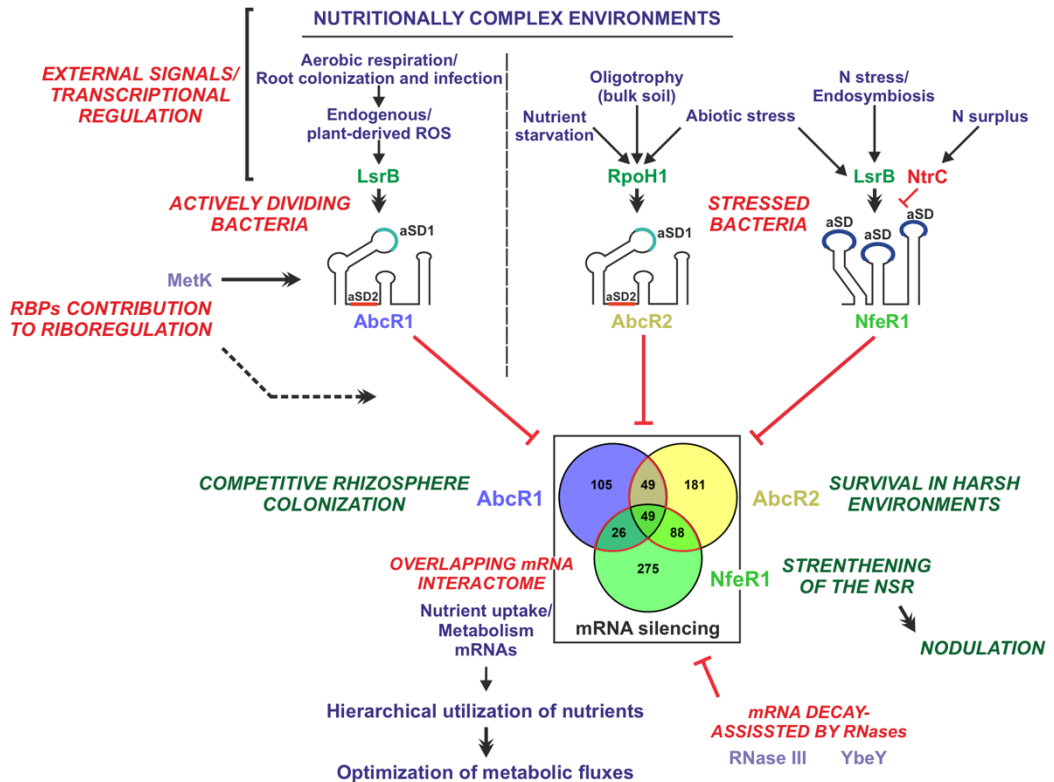 NUTRITIONALLY COMPLEX ENVIRONMENTS
EXTERNAL SIGNALS/
TRANSCRIPTIONAL
REGULATION
Aerobic respiration/
Root colonization and infection
Endogenous/
plant-derived ROS
LsrB
Oligotrophy
(bulk soil)
Nutrient
starvation
Abiotic stress
RpoH1
N stress/
Endosymbiosis
N surplus
LsrB
NtrC
ACTIVELY DIVIDING
BACTERIA
STRESSED
BACTERIA
aSD1
aSD2
AbcR1
aSD1
aSD2
AbcR2
aSD
aSD
aSD
NfeR1
MetK
RBPs CONTRIBUTION
TO RIBOREGULATION
COMPETITIVE RHIZOSPHERE
COLONIZATION
AbcR1
105
49
181
49
26
88
275
AbcR2
NfeR1
mRNA silencing
SURVIVAL IN HARSH
ENVIRONMENTS
STRENTHENING
OF THE NSR
NODULATION
OVERLAPPING mRNA
INTERACTOME
Nutrient uptake/
Metabolism
mRNAs
Hierarchical utilization of nutrients
Optimization of metabolic fluxes
mRNA DECAY-
ASSISSTED BY RNases
RNase III YbeY